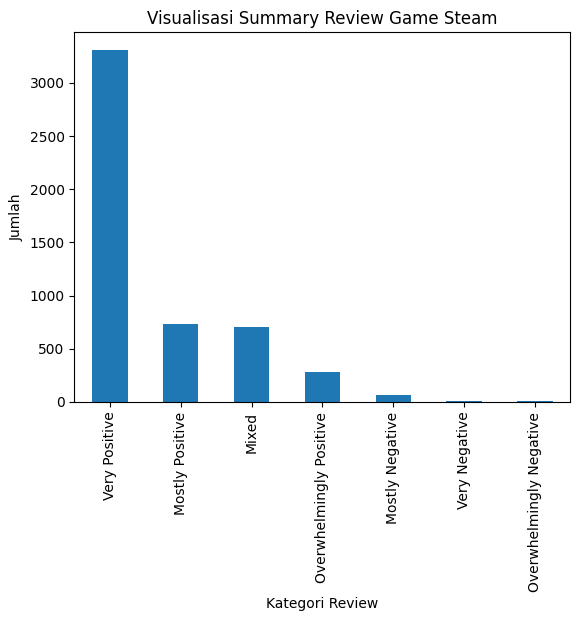 Visualisasi Summary Review Game Steam
Jumlah
3000
2500
2000
1500
1000
500
0
Very Positive
Mostly Positive
Mixed
Overwhelmingly Positive
Mostly Negative
Very Negative
Overwhelmingly Negative
Kategori Review